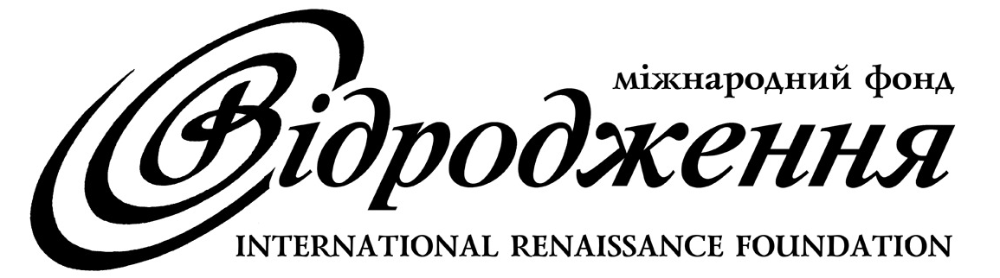 міжнародний фонд
Відродження
INTERNATIONAL RENAISSANCE FOUNDATION